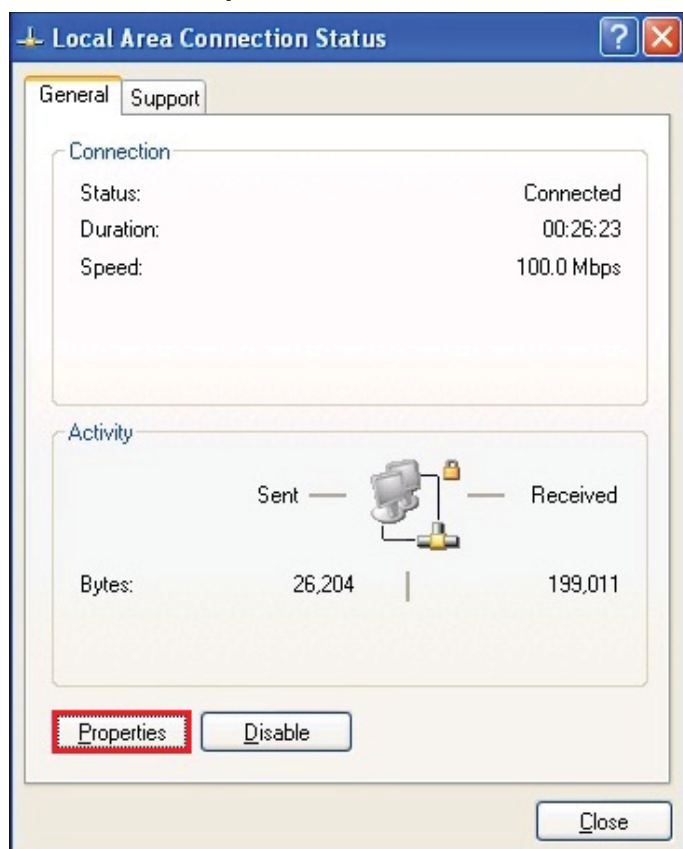 Local Area Connection Status
General Support
Connection
Status: Connected
Duration: 00:26:23
Speed: 100.0 Mbps
Activity
Sent Received
Bytes: 26,204 199,011
Properties Disable
Close